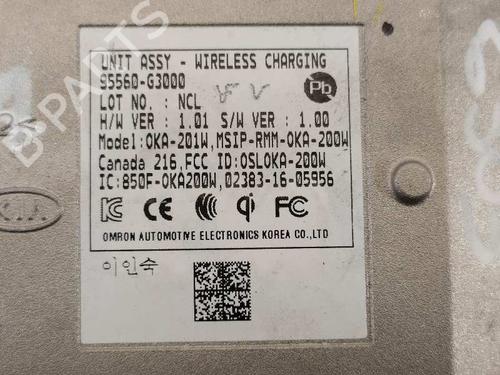 UNIT ASSY - WIRELESS CHARGING
95560-G3000
LOT NO. : NCL
Pb
H/W VER : 1.01 S/W VER : 1.00
Model:OKA-201W,MSIP-RMM-OKA-200W
Canada 216,FCC ID:OSLOKA-200W
IC:850F-OKA200W,02383-16-05956
CE
FC
OMRON AUTOMOTIVE ELECTRONICS KOREA CO.,LTD
이인숙
KIA
B-PARTS